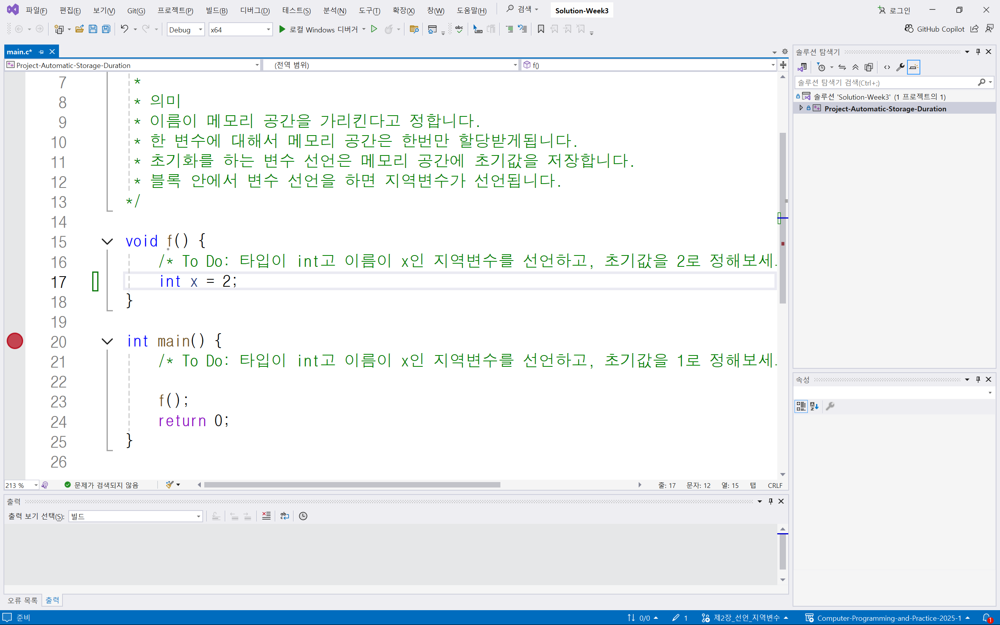 파일(F) 편집(E) 보기(V) Git(G) 프로젝트(P) 빌드(B) 디버그(D) 테스트(S) 분석(N) 도구(T) 확장(X) 창(W) 도움말(H) 검색 Solution-Week3 로그인
Debug x64 로컬 Windows 디버거 abc GitHub Copilot
main.c*
Project-Automatic-Storage-Duration (전역 범위) f()
7 *
8 * 의미
9 * 이름이 메모리 공간을 가리킨다고 정합니다.
10 * 한 변수에 대해서 메모리 공간은 한번만 할당받게됩니다.
11 * 초기화를 하는 변수 선언은 메모리 공간에 초기값을 저장합니다.
12 * 블록 안에서 변수 선언을 하면 지역변수가 선언됩니다.
13 */
14
15 void f() {
16 /* To Do: 타입이 int고 이름이 x인 지역변수를 선언하고, 초기값을 2로 정해보세
17 int x = 2;
18 }
19
20 int main() {
21 /* To Do: 타입이 int고 이름이 x인 지역변수를 선언하고, 초기값을 1로 정해보세
22
23 f();
24 return 0;
25 }
26
213 % 문제가 검색되지 않음 줄: 17 문자: 12 열: 15 탭 CRLF
출력
출력 보기 선택(S): 빌드
오류 목록 출력
솔루션 탐색기
솔루션 탐색기 검색(Ctrl+;)
솔루션 'Solution-Week3' (1 프로젝트의 1)
Project-Automatic-Storage-Duration
속성
준비 0/0 1 제2장_선언_지역변수 Computer-Programming-and-Practice-2025-1 1